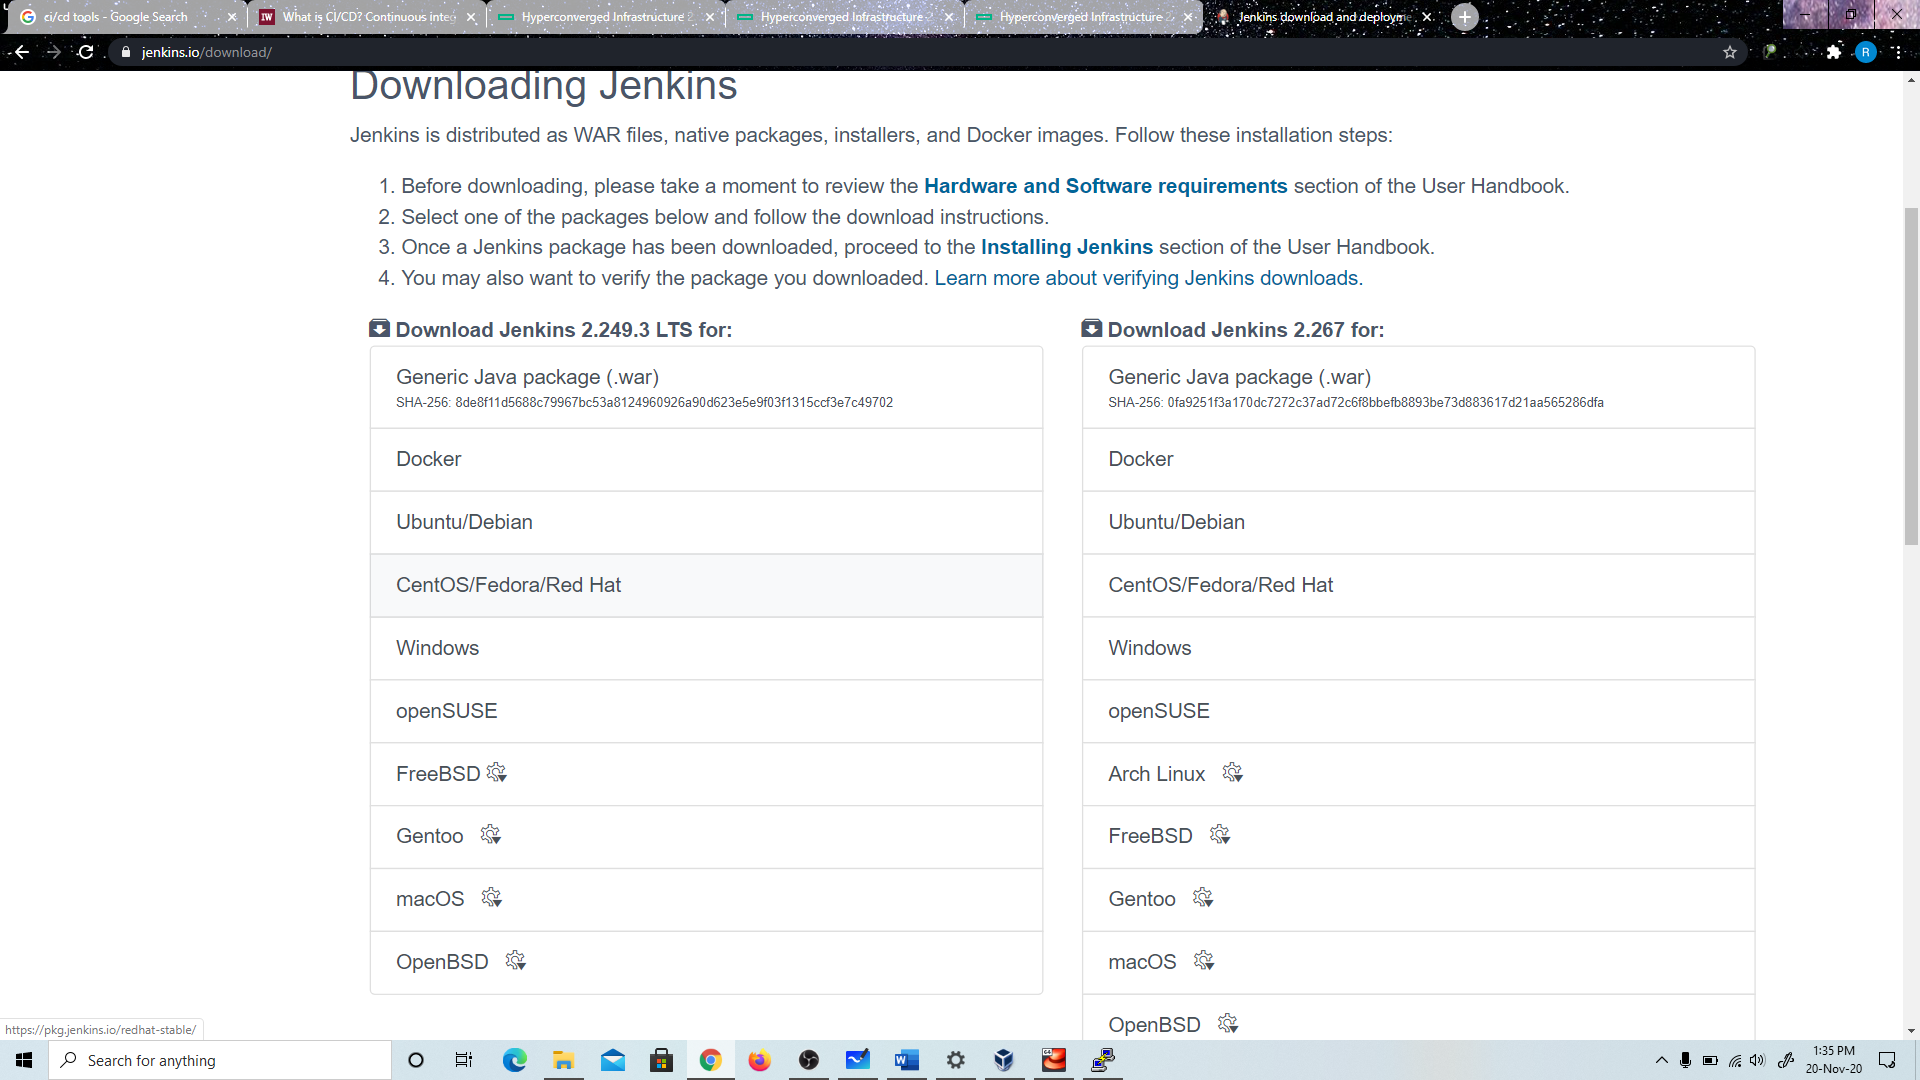 ci/cd tools - Google Search
What is CI/CD? Continuous integ
Hyperconverged Infrastructure
Hyperconverged Infrastructure
Hyperconverged Infrastructure
Jenkins download and deployme
jenkins.io/download/
R
Downloading Jenkins
Jenkins is distributed as WAR files, native packages, installers, and Docker images. Follow these installation steps:
1. Before downloading, please take a moment to review the Hardware and Software requirements section of the User Handbook.
2. Select one of the packages below and follow the download instructions.
3. Once a Jenkins package has been downloaded, proceed to the Installing Jenkins section of the User Handbook.
4. You may also want to verify the package you downloaded. Learn more about verifying Jenkins downloads.
Download Jenkins 2.249.3 LTS for:
Generic Java package (.war)
SHA-256: 8de8f11d5688c79967bc53a8124960926a90d623e5e9f03f1315ccf3e7c49702
Docker
Ubuntu/Debian
CentOS/Fedora/Red Hat
Windows
openSUSE
FreeBSD
Gentoo
macOS
OpenBSD
Download Jenkins 2.267 for:
Generic Java package (.war)
SHA-256: 0fa9251f3a170dc7272c37ad72c6f8bbefb8893be73d883617d21aa565286dfa
Docker
Ubuntu/Debian
CentOS/Fedora/Red Hat
Windows
openSUSE
Arch Linux
FreeBSD
Gentoo
macOS
OpenBSD
https://pkg.jenkins.io/redhat-stable/
Search for anything
1:35 PM
20-Nov-20